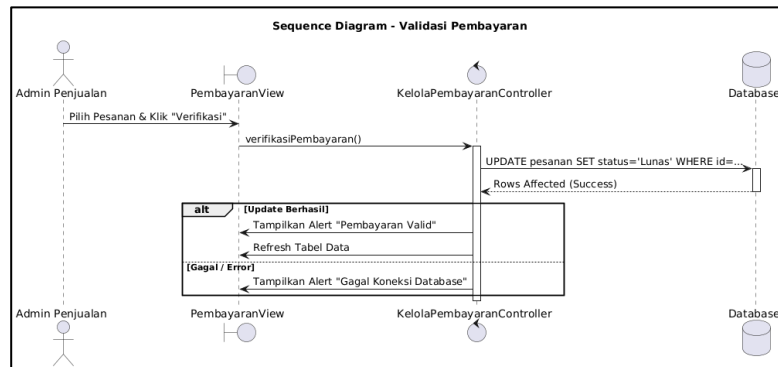 Sequence Diagram - Validasi Pembayaran
Admin Penjualan
PembayaranView
KelolaPembayaranController
Database
Pilih Pesanan & Klik "Verifikasi"
verifikasiPembayaran()
UPDATE pesanan SET status='Lunas' WHERE id=...
Rows Affected (Success)
alt [Update Berhasil]
Tampilkan Alert "Pembayaran Valid"
Refresh Tabel Data
[Gagal / Error]
Tampilkan Alert "Gagal Koneksi Database"
Admin Penjualan
PembayaranView
KelolaPembayaranController
Database